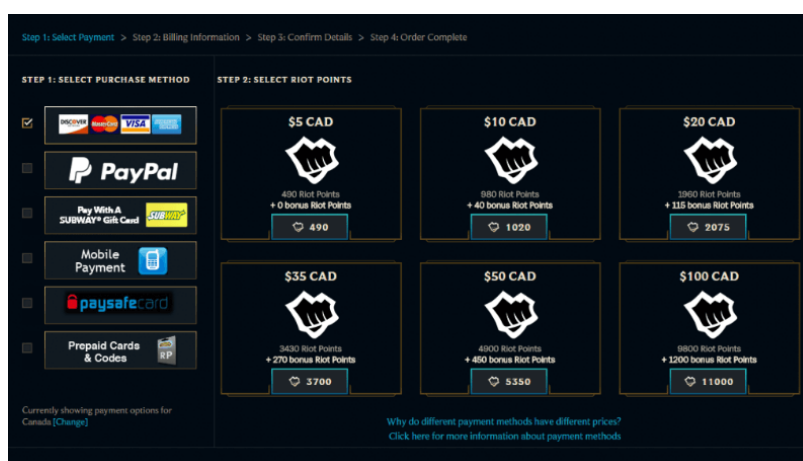 Step 1: Select Payment > Step 2: Billing Information > Step 3: Confirm Details > Step 4: Order Complete
STEP 1: SELECT PURCHASE METHOD
DISCOVER MasterCard VISA AMERICAN EXPRESS
PayPal
Pay With A
SUBWAY® Gift Card SUBWAY
Mobile
Payment
paysafecard
Prepaid Cards
& Codes RP
Currently showing payment options for
Canada [Change]
STEP 2: SELECT RIOT POINTS
$5 CAD
490 Riot Points
+ 0 bonus Riot Points
490
$10 CAD
980 Riot Points
+ 40 bonus Riot Points
1020
$20 CAD
1960 Riot Points
+ 115 bonus Riot Points
2075
$35 CAD
3430 Riot Points
+ 270 bonus Riot Points
3700
$50 CAD
4900 Riot Points
+ 450 bonus Riot Points
5350
$100 CAD
9800 Riot Points
+ 1200 bonus Riot Points
11000
Why do different payment methods have different prices?
Click here for more information about payment methods